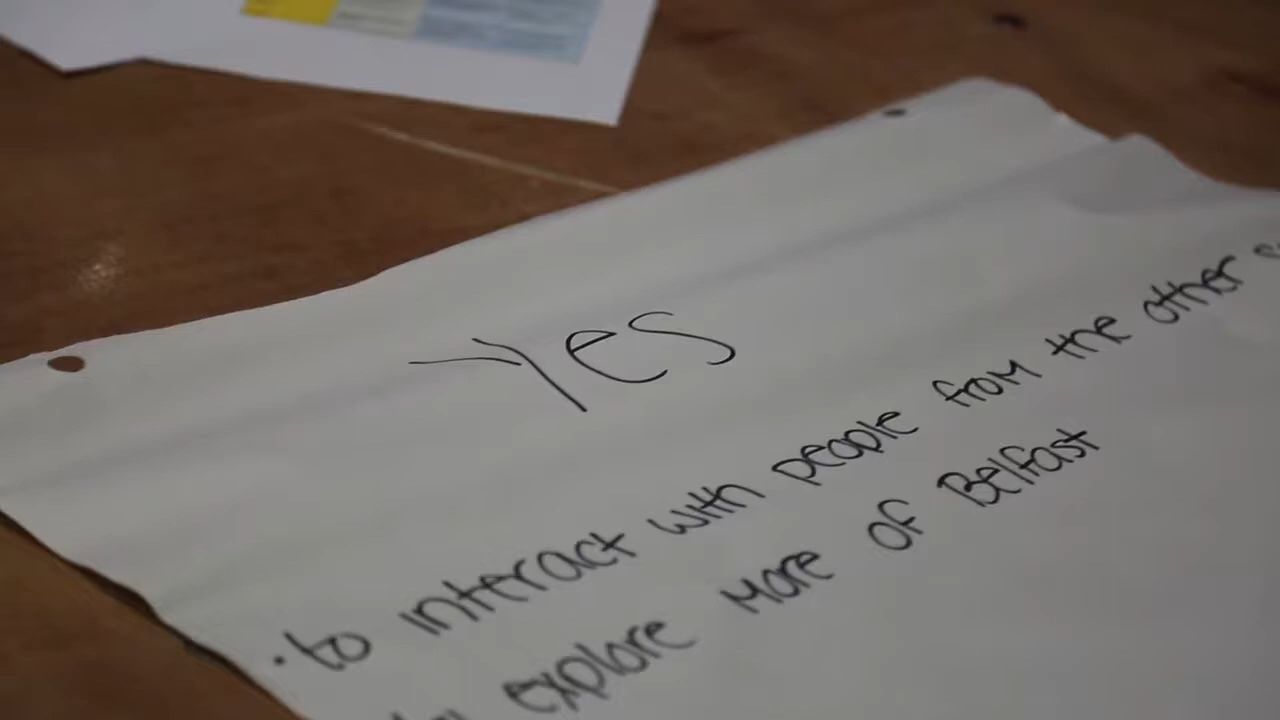 Yes
· to interact with people from the other
explore more of Belfast